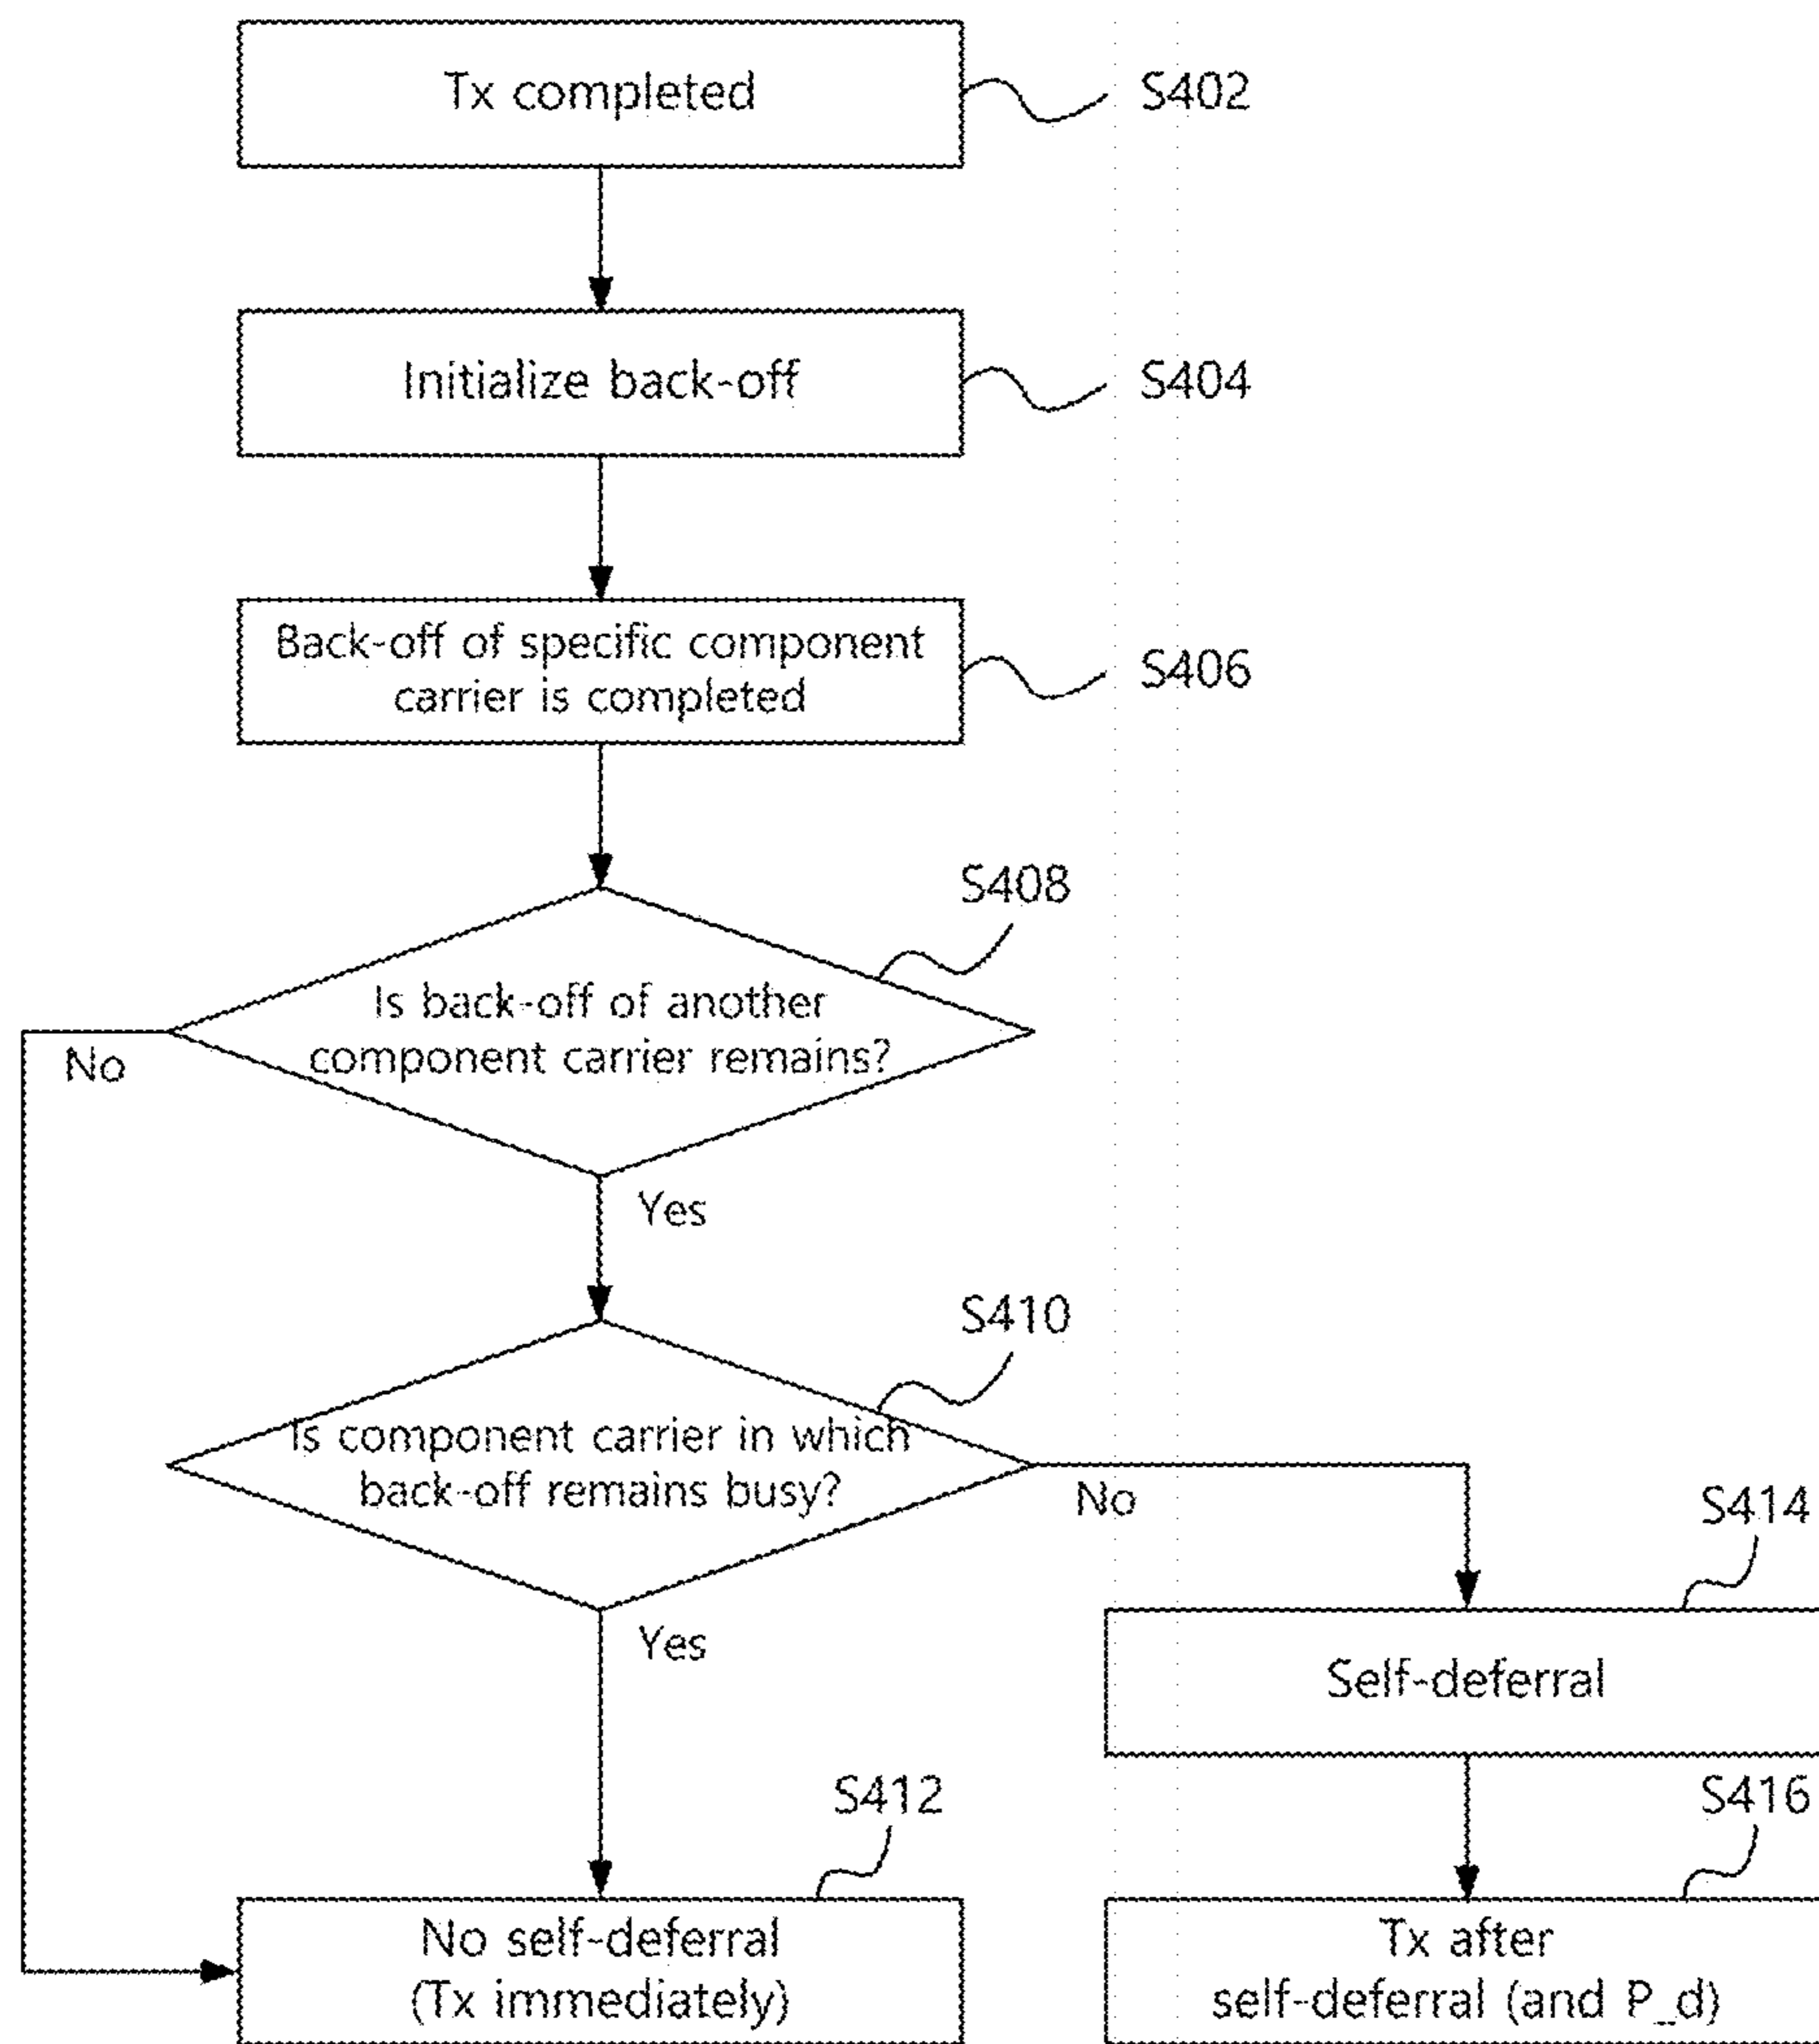 Tx completed
S402
Initialize back-off
S404
Back-off of specific component
carrier is completed
S406
S408
Is back-off of another
component carrier remains?
No
Yes
S410
Is component carrier in which
back-off remains busy?
No
Yes
S414
Self-deferral
S412
No self-deferral
(Tx immediately)
S416
Tx after
self-deferral (and P_d)